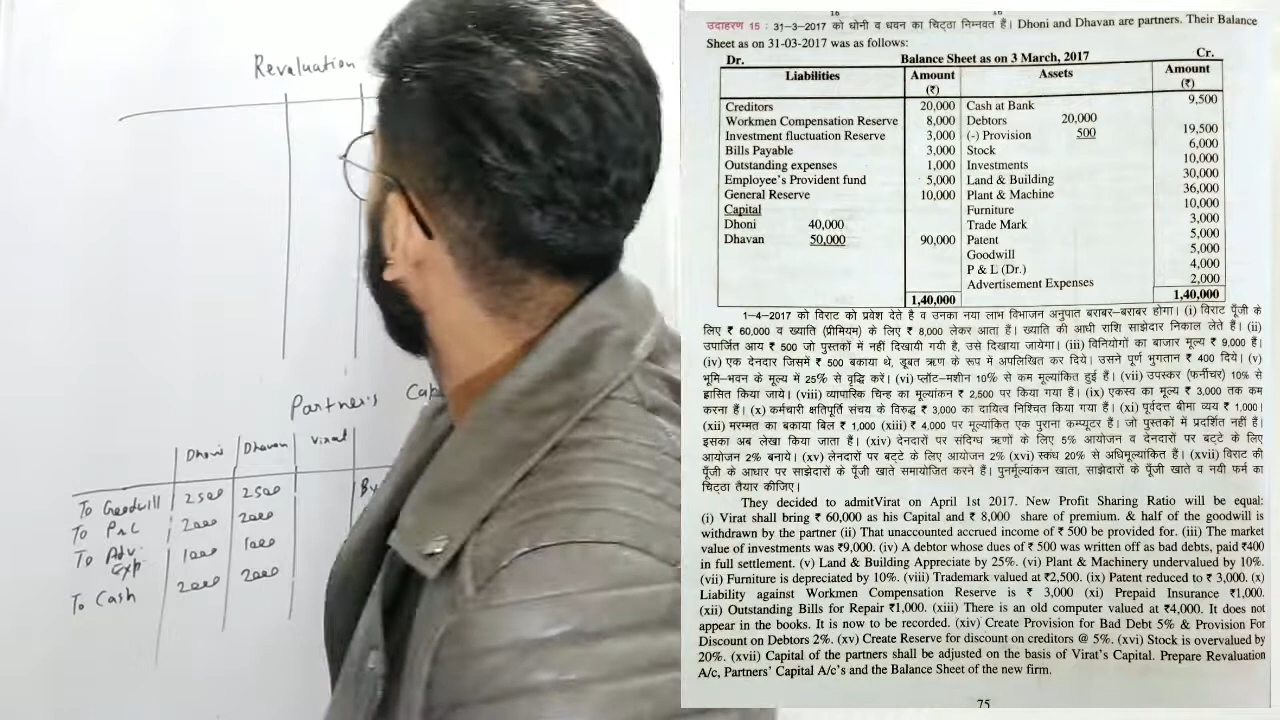 Revaluation
Partner's Cap
Dhoni Dhavan Virat
To Goodwill 2500 2500 By
To P&L 2000 2000
To Adv. Exp 1000 1000
To Cash 2000 2000
16 16
उदाहरण 15 : 31-3-2017 को धोनी व धवन का चिट्ठा निम्नवत हैं। Dhoni and Dhavan are partners. Their Balance
Sheet as on 31-03-2017 was as follows:
Dr. Balance Sheet as on 3 March, 2017 Cr.
Liabilities Amount (₹) Assets Amount (₹)
Creditors 20,000 Cash at Bank 9,500
Workmen Compensation Reserve 8,000 Debtors 20,000
Investment fluctuation Reserve 3,000 (-) Provision 500 19,500
Bills Payable 3,000 Stock 6,000
Outstanding expenses 1,000 Investments 10,000
Employee's Provident fund 5,000 Land & Building 30,000
General Reserve 10,000 Plant & Machine 36,000
Capital Furniture 10,000
Dhoni 40,000 Trade Mark 3,000
Dhavan 50,000 90,000 Patent 5,000
Goodwill 5,000
P & L (Dr.) 4,000
Advertisement Expenses 2,000
1,40,000 1,40,000
1-4-2017 को विराट को प्रवेश देते है व उनका नया लाभ विभाजन अनुपात बराबर-बराबर होगा। (i) विराट पूँजी के
लिए ₹ 60,000 व ख्याति (प्रीमियम) के लिए ₹ 8,000 लेकर आता हैं। ख्याति की आधी राशि साझेदार निकाल लेते हैं। (ii)
उपार्जित आय ₹ 500 जो पुस्तकों में नहीं दिखायी गयी है, उसे दिखाया जायेगा। (iii) विनियोगों का बाजार मूल्य ₹ 9,000 हैं।
(iv) एक देनदार जिसमें ₹ 500 बकाया थे, डूबत ऋण के रूप में अपलिखित कर दिये। उसने पूर्ण भुगतान ₹ 400 दिये। (v)
भूमि-भवन के मूल्य में 25% से वृद्धि करें। (vi) प्लॉट-मशीन 10% से कम मूल्यांकित हुई हैं। (vii) उपस्कर (फर्नीचर) 10% से
ह्रासित किया जाये। (viii) व्यापारिक चिन्ह का मूल्यांकन ₹ 2,500 पर किया गया हैं। (ix) एकस्व का मूल्य ₹ 3,000 तक कम
करना हैं। (x) कर्मचारी क्षतिपूर्ति संचय के विरुद्ध ₹ 3,000 का दायित्व निश्चित किया गया हैं। (xi) पूर्वदत्त बीमा व्यय ₹ 1,000।
(xii) मरम्मत का बकाया बिल ₹ 1,000 (xiii) ₹ 4,000 पर मूल्यांकित एक पुराना कम्प्यूटर हैं। जो पुस्तकों में प्रदर्शित नहीं हैं।
इसका अब लेखा किया जाता हैं। (xiv) देनदारों पर संदिग्ध ऋणों के लिए 5% आयोजन व देनदारों पर बट्टे के लिए
आयोजन 2% बनाये। (xv) लेनदारों पर बट्टे के लिए आयोजन 2% (xvi) स्कंध 20% से अधिमूल्यांकित हैं। (xvii) विराट की
पूँजी के आधार पर साझेदारों के पूँजी खाते समायोजित करने हैं। पुनर्मूल्यांकन खाता, साझेदारों के पूँजी खाते व नयी फर्म का
चिट्ठा तैयार कीजिए।
They decided to admitVirat on April 1st 2017. New Profit Sharing Ratio will be equal:
(i) Virat shall bring ₹ 60,000 as his Capital and ₹ 8,000 share of premium. & half of the goodwill is
withdrawn by the partner (ii) That unaccounted accrued income of ₹ 500 be provided for. (iii) The market
value of investments was ₹9,000. (iv) A debtor whose dues of ₹ 500 was written off as bad debts, paid ₹400
in full settlement. (v) Land & Building Appreciate by 25%. (vi) Plant & Machinery undervalued by 10%.
(vii) Furniture is depreciated by 10%. (viii) Trademark valued at ₹2,500. (ix) Patent reduced to ₹ 3,000. (x)
Liability against Workmen Compensation Reserve is ₹ 3,000 (xi) Prepaid Insurance ₹1,000.
(xii) Outstanding Bills for Repair ₹1,000. (xiii) There is an old computer valued at ₹4,000. It does not
appear in the books. It is now to be recorded. (xiv) Create Provision for Bad Debt 5% & Provision For
Discount on Debtors 2%. (xv) Create Reserve for discount on creditors @ 5%. (xvi) Stock is overvalued by
20%. (xvii) Capital of the partners shall be adjusted on the basis of Virat's Capital. Prepare Revaluation
A/c, Partners' Capital A/c's and the Balance Sheet of the new firm.
75